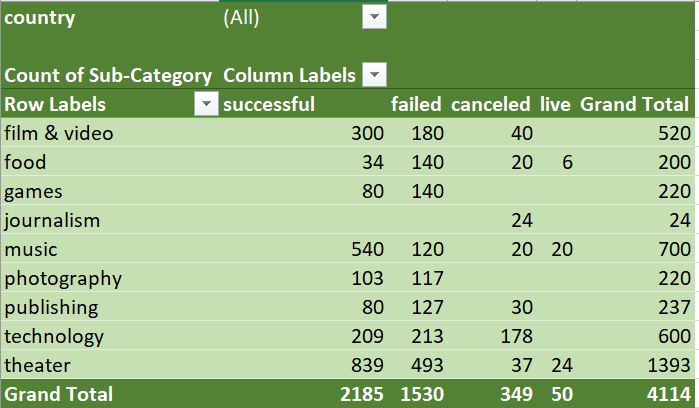 country (All)
Count of Sub-Category Column Labels
Row Labels successful failed canceled live Grand Total
film & video 300 180 40 520
food 34 140 20 6 200
games 80 140 220
journalism 24 24
music 540 120 20 20 700
photography 103 117 220
publishing 80 127 30 237
technology 209 213 178 600
theater 839 493 37 24 1393
Grand Total 2185 1530 349 50 4114